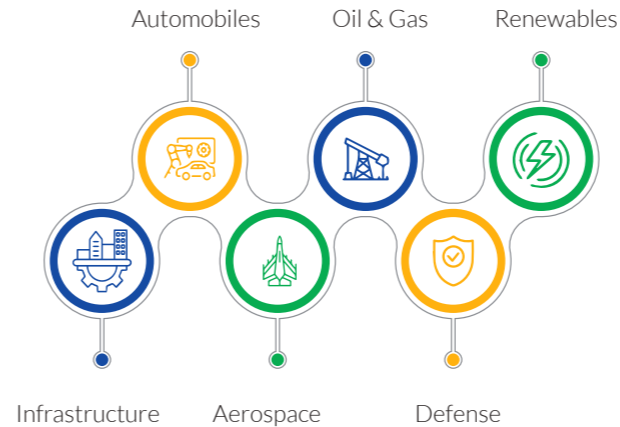 Automobiles
Oil & Gas
Renewables
Infrastructure
Aerospace
Defense